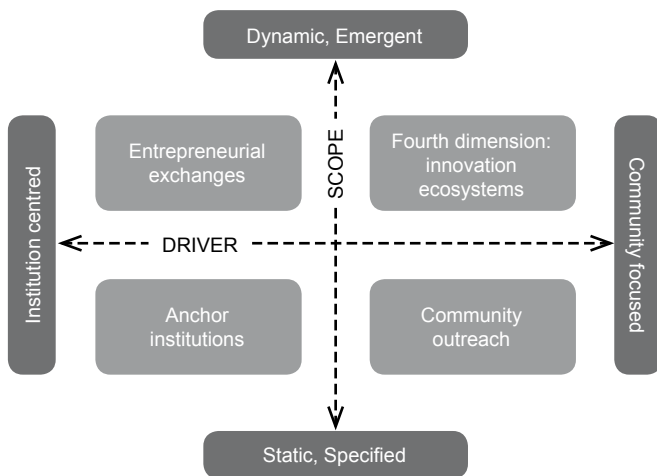 Dynamic, Emergent
Institution centred
Entrepreneurial
exchanges
SCOPE
Fourth dimension:
innovation
ecosystems
Community focused
DRIVER
Anchor
institutions
Community
outreach
Static, Specified